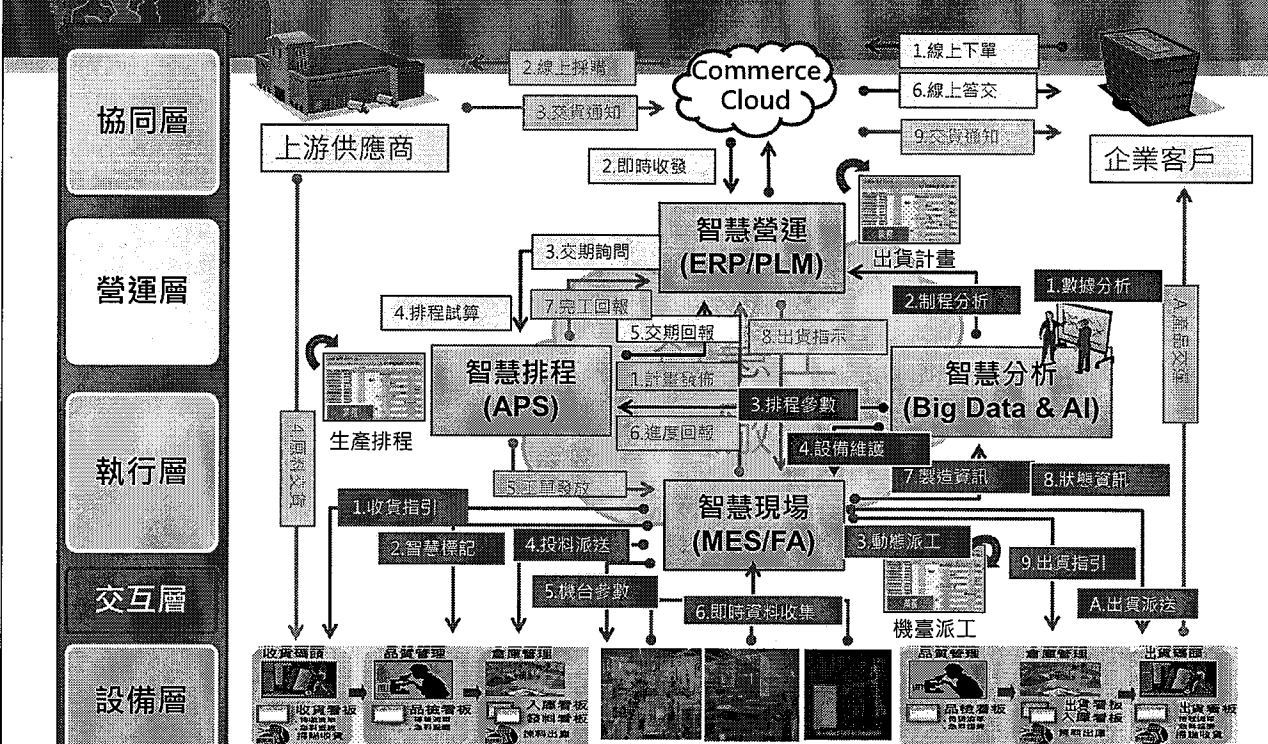 協同層
營運層
執行層
交互層
設備層
上游供應商
2.線上採購
3.交貨通知
Commerce
Cloud
1.線上下單
6.線上答交
9.交貨通知
企業客戶
2.即時收發
智慧營運
(ERP/PLM)
出貨計畫
3.交期詢問
7.完工回報
4.排程試算
5.交期回報
8.出貨指示
2.制程分析
1.數據分析
A.產品交運
智慧排程
(APS)
生產排程
1.計畫發佈
3.排程參數
6.進度回報
智慧分析
(Big Data & AI)
4.設備維護
7.製造資訊
8.狀態資訊
4.原料交貨
5.工單發放
智慧現場
(MES/FA)
1.收貨指引
2.智慧標記
4.投料派送
5.機台參數
6.即時資料收集
3.動態派工
機臺派工
9.出貨指引
A.出貨派送
收貨碼頭
收貨看板
掃瞄收貨
品質管理
品檢看板
倉庫管理
入庫看板
發料看板
揀料出庫
品質管理
品檢看板
倉庫管理
出貨看板
入庫看板
揀料出庫
出貨碼頭
出貨看板